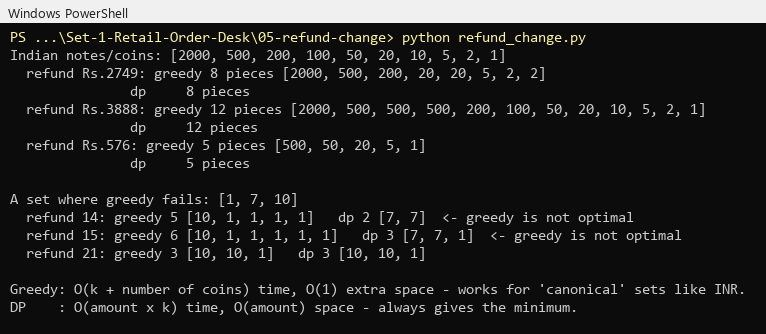 Windows PowerShell
PS ...\Set-1-Retail-Order-Desk\05-refund-change> python refund_change.py
Indian notes/coins: [2000, 500, 200, 100, 50, 20, 10, 5, 2, 1]
  refund Rs.2749: greedy 8 pieces [2000, 500, 200, 20, 20, 5, 2, 2]
               dp     8 pieces
  refund Rs.3888: greedy 12 pieces [2000, 500, 500, 500, 200, 100, 50, 20, 10, 5, 2, 1]
               dp     12 pieces
  refund Rs.576: greedy 5 pieces [500, 50, 20, 5, 1]
               dp     5 pieces

A set where greedy fails: [1, 7, 10]
  refund 14: greedy 5 [10, 1, 1, 1, 1]   dp 2 [7, 7]  <- greedy is not optimal
  refund 15: greedy 6 [10, 1, 1, 1, 1, 1]   dp 3 [7, 7, 1]  <- greedy is not optimal
  refund 21: greedy 3 [10, 10, 1]   dp 3 [10, 10, 1]

Greedy: O(k + number of coins) time, O(1) extra space - works for 'canonical' sets like INR.
DP    : O(amount x k) time, O(amount) space - always gives the minimum.